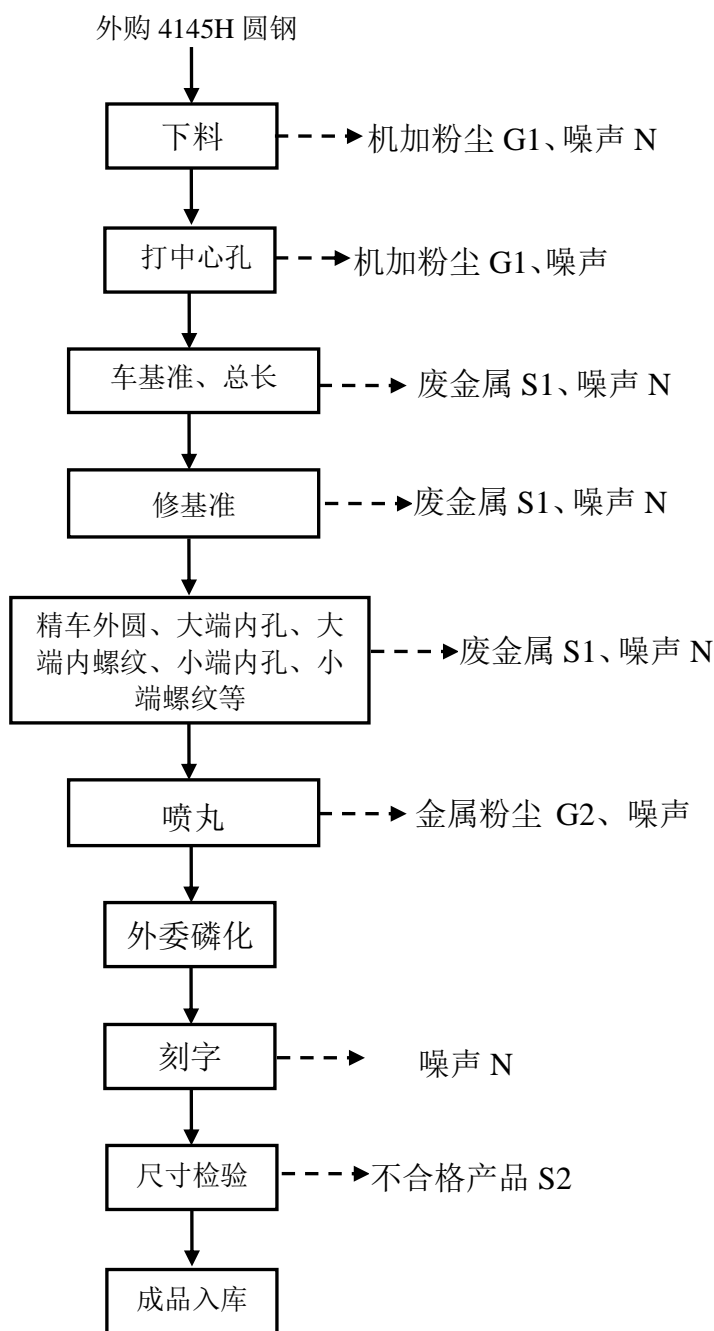 外购 4145H 圆钢
下料
机加粉尘 G1、噪声 N
打中心孔
机加粉尘 G1、噪声
车基准、总长
废金属 S1、噪声 N
修基准
废金属 S1、噪声 N
精车外圆、大端内孔、大
端内螺纹、小端内孔、小
端螺纹等
废金属 S1、噪声 N
喷丸
金属粉尘 G2、 噪声
外委磷化
刻字
噪声 N
尺寸检验
不合格产品 S2
成品入库